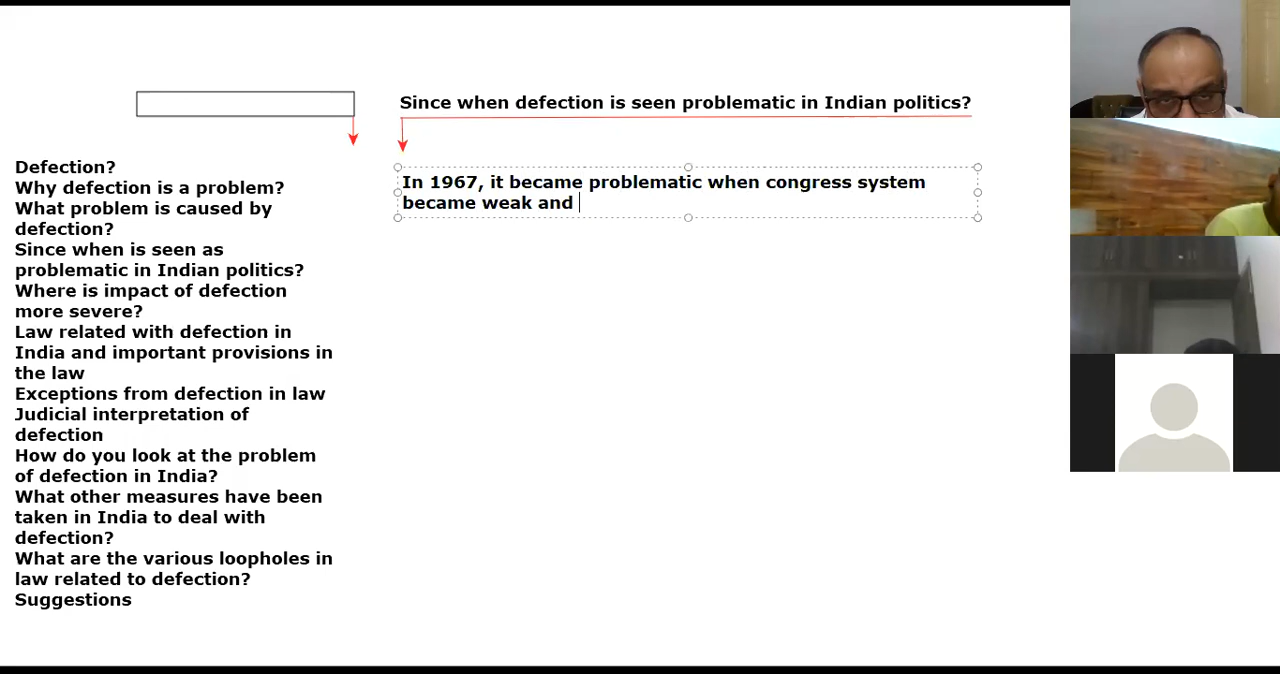 Since when defection is seen problematic in Indian politics?
Defection?
Why defection is a problem?
What problem is caused by
defection?
Since when is seen as
problematic in Indian politics?
Where is impact of defection
more severe?
Law related with defection in
India and important provisions in
the law
Exceptions from defection in law
Judicial interpretation of
defection
How do you look at the problem
of defection in India?
What other measures have been
taken in India to deal with
defection?
What are the various loopholes in
law related to defection?
Suggestions
In 1967, it became problematic when congress system
became weak and